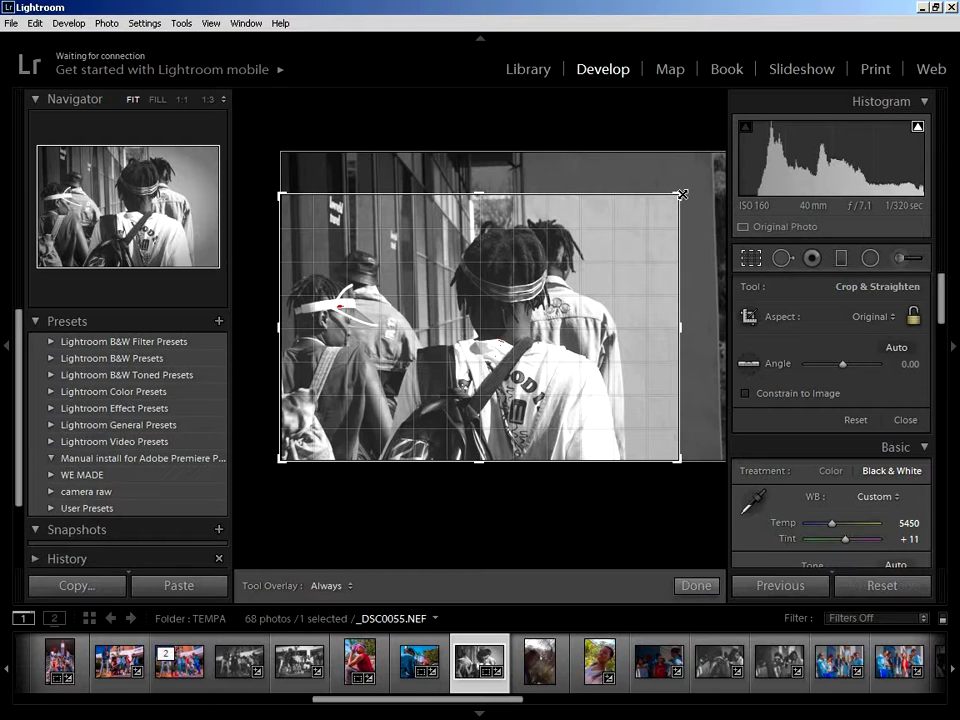 Lr Lightroom
File Edit Develop Photo Settings Tools View Window Help
Lr
Waiting for connection
Get started with Lightroom mobile ▸
Library | Develop | Map | Book | Slideshow | Print | Web
Navigator FIT FILL 1:1 1:3
Histogram
ISO 160 40 mm ƒ / 7.1 1/320 sec
Original Photo
Tool: Crop & Straighten
Aspect: Original
Auto
Angle 0.00
Constrain to Image
Reset Close
Basic
Treatment: Color Black & White
WB: Custom
Temp 5450
Tint + 11
Tone Auto
Presets +
Lightroom B&W Filter Presets
Lightroom B&W Presets
Lightroom B&W Toned Presets
Lightroom Color Presets
Lightroom Effect Presets
Lightroom General Presets
Lightroom Video Presets
Manual install for Adobe Premiere P...
WE MADE
camera raw
User Presets
Snapshots +
History ×
Copy... Paste
Tool Overlay: Always Done
Previous Reset
1 2 Folder : TEMPA 68 photos / 1 selected / _DSC0055.NEF Filter : Filters Off
2